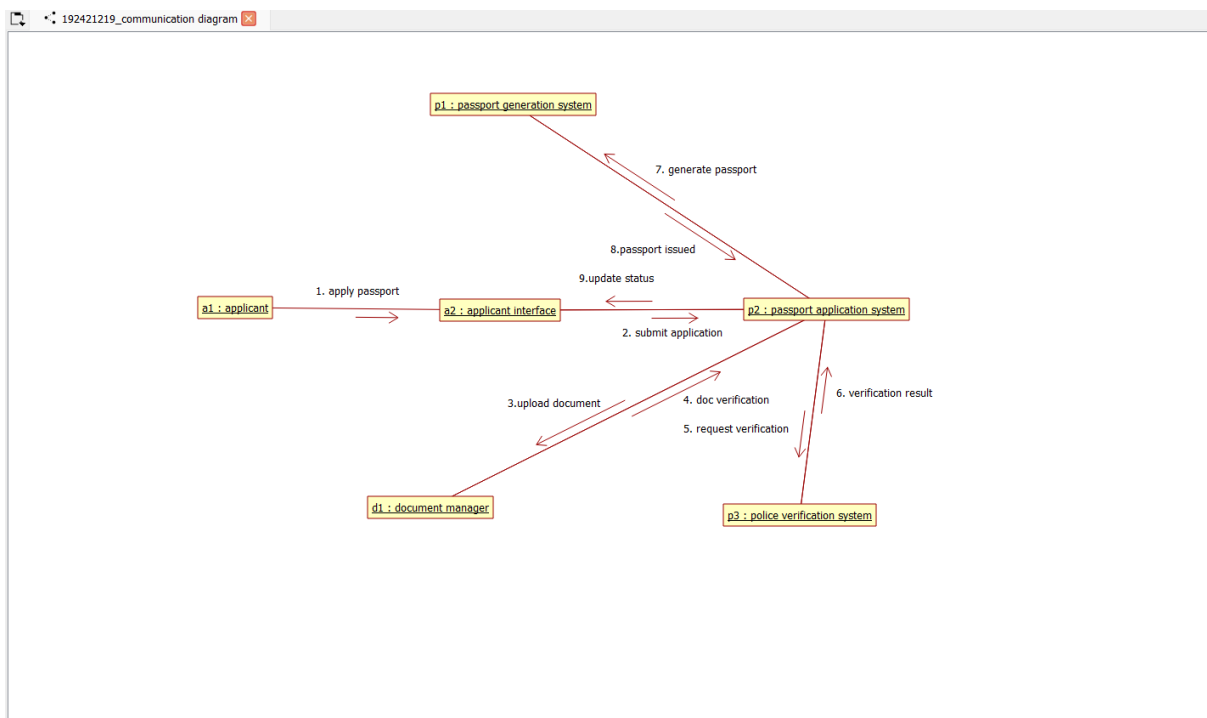 192421219_communication diagram
p1 : passport generation system
7. generate passport
8.passport issued
9.update status
1. apply passport
a1 : applicant
a2 : applicant interface
p2 : passport application system
2. submit application
6. verification result
3.upload document
4. doc verification
5. request verification
d1 : document manager
p3 : police verification system